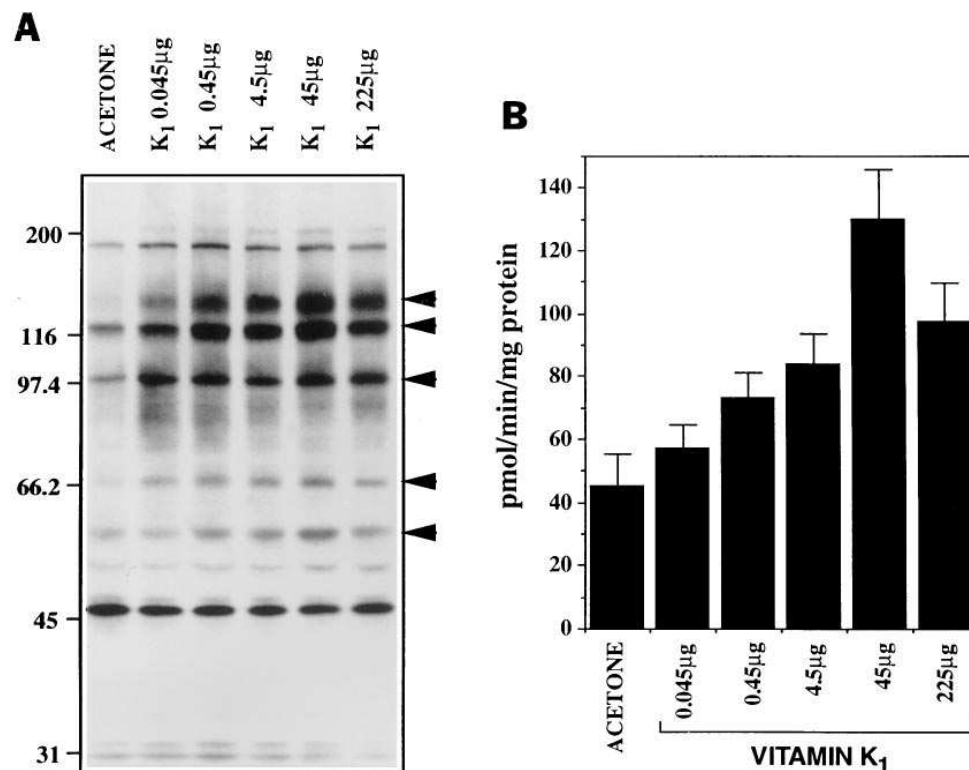 A
ACETONE
K₁ 0.045µg
K₁ 0.45µg
K₁ 4.5µg
K₁ 45µg
K₁ 225µg
200
116
97.4
66.2
45
31
B
pmol/min/mg protein
140
120
100
80
60
40
20
0
ACETONE
0.045µg
0.45µg
4.5µg
45µg
225µg
VITAMIN K₁